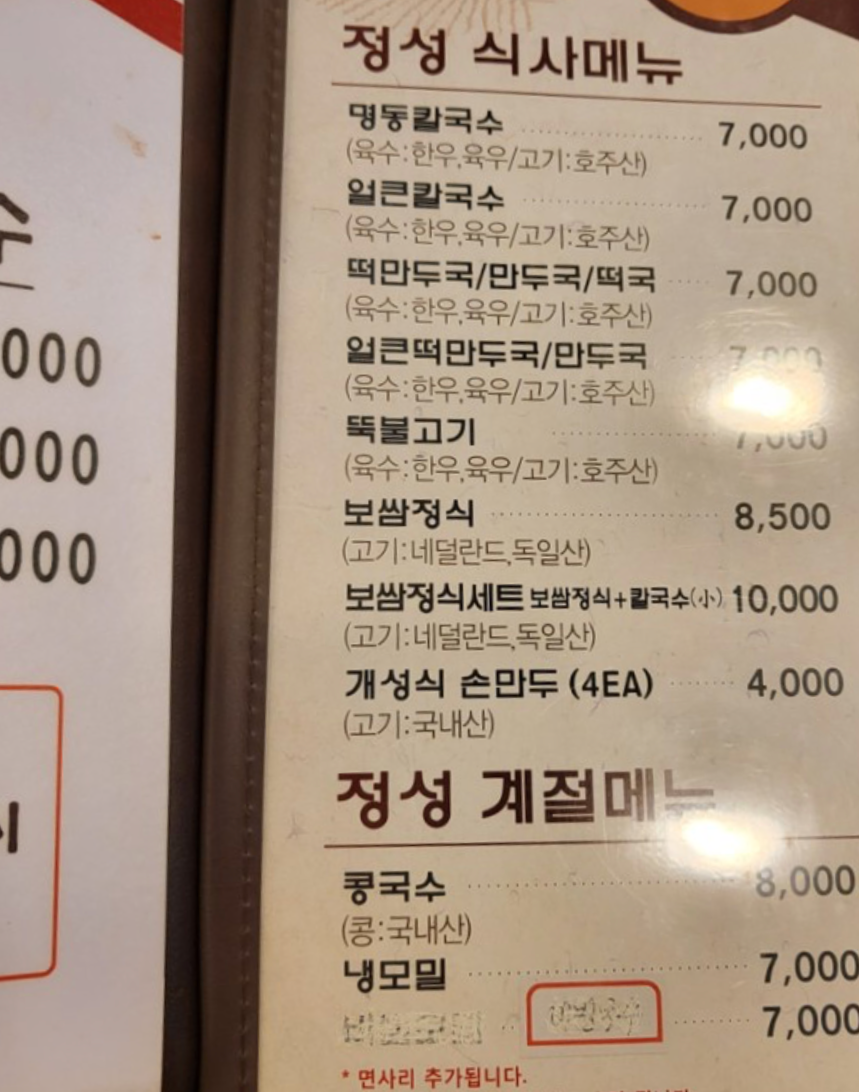 정성 식사메뉴
명동칼국수 7,000
(육수:한우,육우/고기:호주산)
얼큰칼국수 7,000
(육수:한우,육우/고기:호주산)
떡만두국/만두국/떡국 7,000
(육수:한우,육우/고기:호주산)
얼큰떡만두국/만두국 7,000
(육수:한우,육우/고기:호주산)
뚝불고기 7,000
(육수:한우,육우/고기:호주산)
보쌈정식 8,500
(고기:네덜란드,독일산)
보쌈정식세트 보쌈정식+칼국수(小) 10,000
(고기:네덜란드,독일산)
개성식 손만두 (4EA) 4,000
(고기:국내산)
정성 계절메뉴
콩국수 8,000
(콩:국내산)
냉모밀 7,000
비빔국수 7,000
* 면사리 추가됩니다.
000
000
000